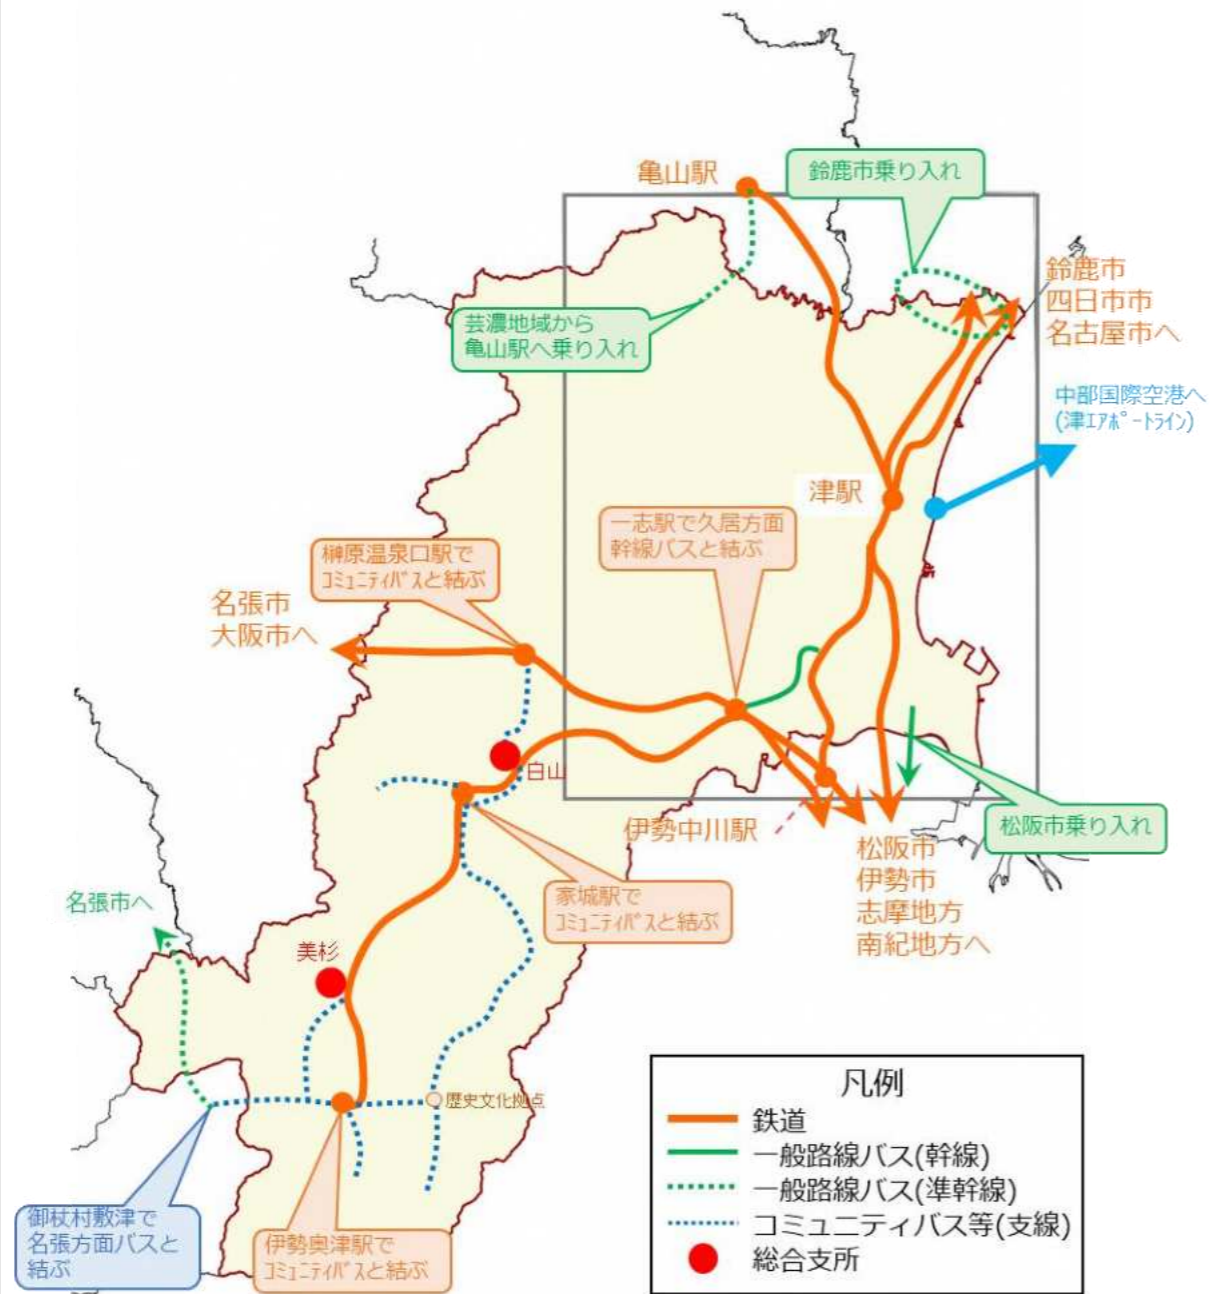 亀山駅
鈴鹿市乗り入れ
鈴鹿市
四日市市
名古屋市へ
芸濃地域から
亀山駅へ乗り入れ
中部国際空港へ
(津ｴｱﾎﾟｰﾄﾗｲﾝ)
津駅
一志駅で久居方面
幹線バスと結ぶ
榊原温泉口駅で
ｺﾐｭﾆﾃｨﾊﾞｽと結ぶ
名張市
大阪市へ
白山
伊勢中川駅
松阪市乗り入れ
松阪市
伊勢市
志摩地方
南紀地方へ
家城駅で
ｺﾐｭﾆﾃｨﾊﾞｽと結ぶ
名張市へ
美杉
歴史文化拠点
御杖村敷津で
名張方面バスと
結ぶ
伊勢奥津駅で
ｺﾐｭﾆﾃｨﾊﾞｽと結ぶ
凡例
鉄道
一般路線バス(幹線)
一般路線バス(準幹線)
コミュニティバス等(支線)
総合支所